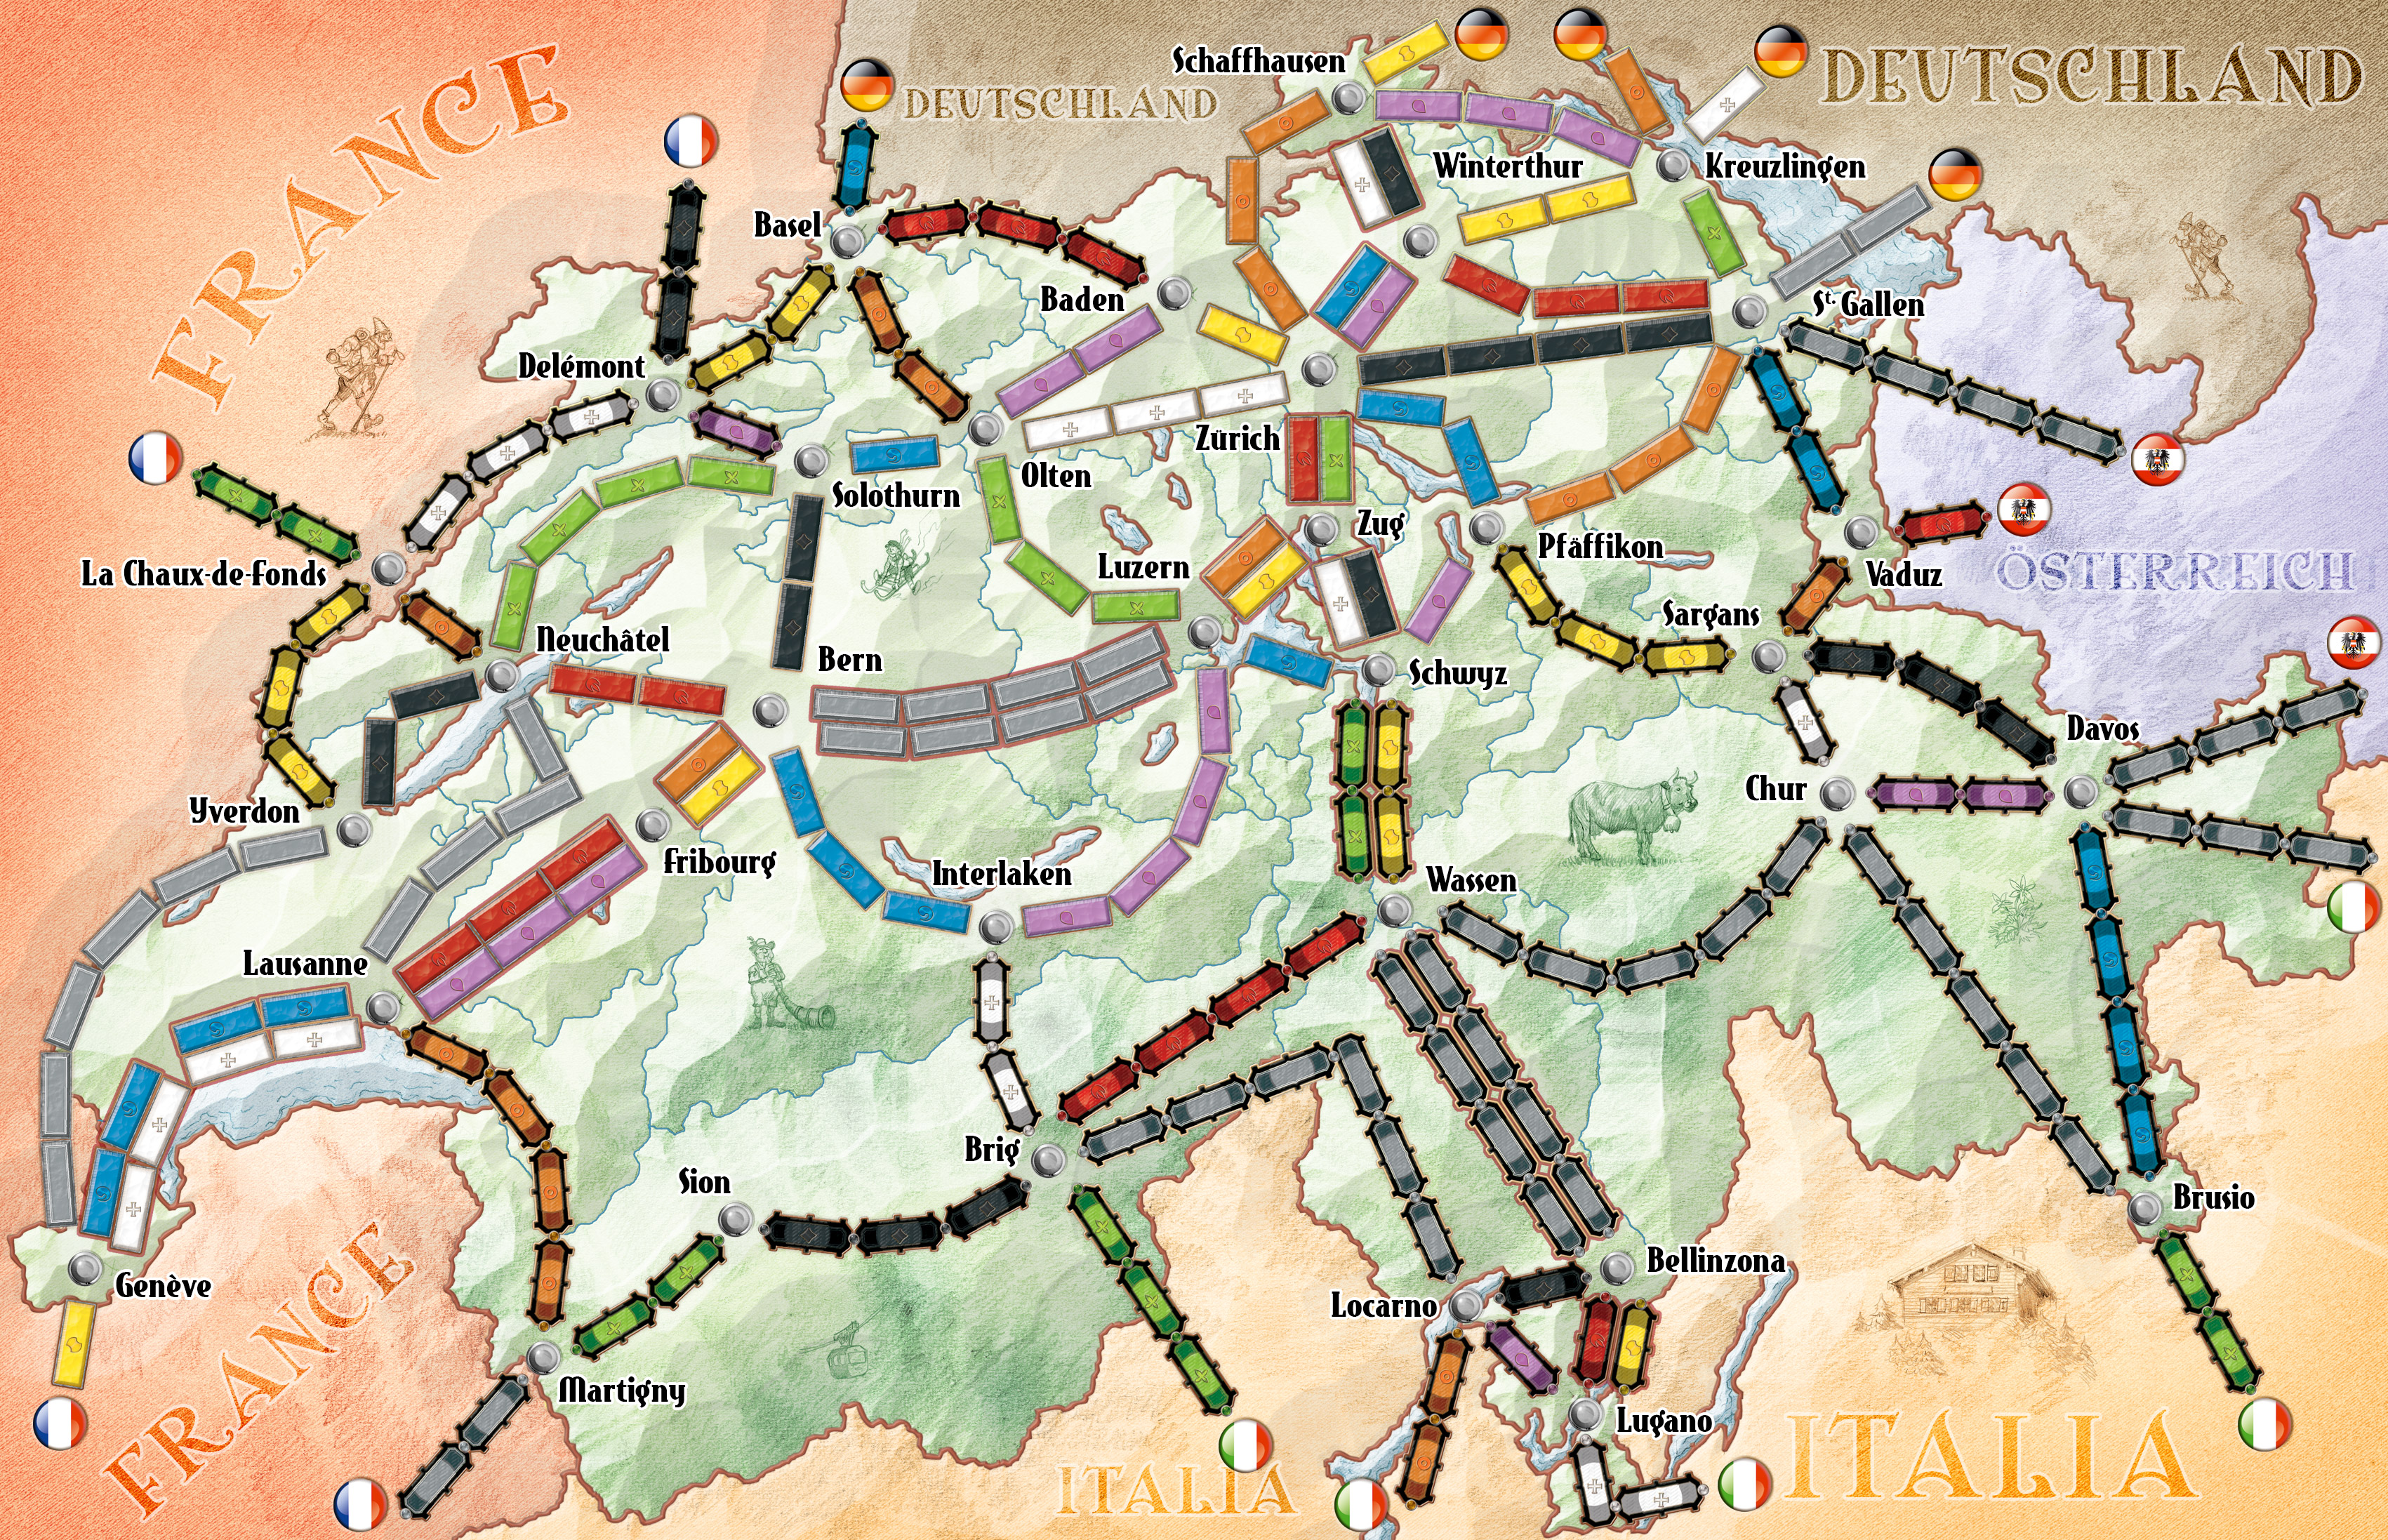 FRANCE
DEUTSCHLAND
DEUTSCHLAND
Schaffhausen
Winterthur
Kreuzlingen
Basel
Baden
St. Gallen
Delémont
Zürich
Olten
Solothurn
Zug
Pfäffikon
La Chaux-de-fonds
Luzern
Vaduz
ÖSTERREICH
Sargans
Neuchâtel
Bern
Schwyz
Davos
Chur
Yverdon
fribourg
Interlaken
Wassen
Lausanne
Brig
Sion
Brusio
Genève
Bellinzona
Locarno
FRANCE
Martigny
Lugano
ITALIA
ITALIA